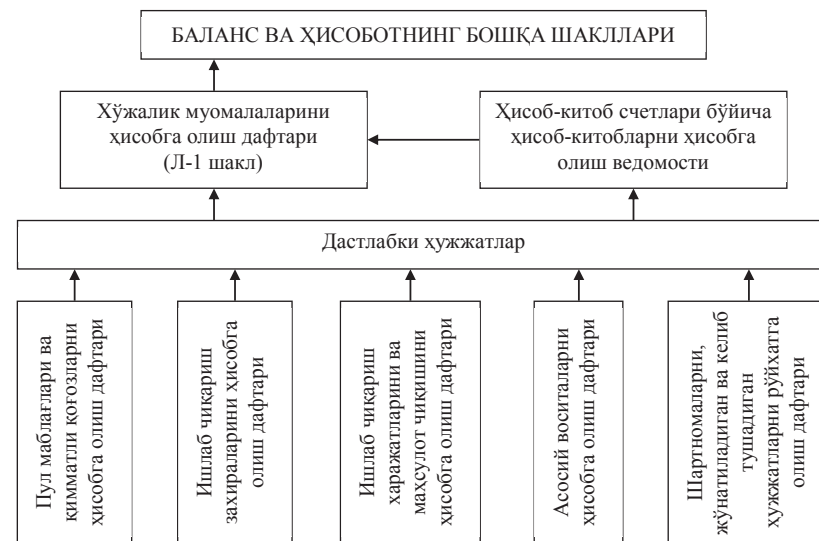 БАЛАНС ВА ҲИСОБОТНИНГ БОШҚА ШАКЛЛАРИ
Хўжалик муомалаларини
ҳисобга олиш дафтари
(Л-1 шакл)
Ҳисоб-китоб счетлари бўйича
ҳисоб-китобларни ҳисобга
олиш ведомости
Дастлабки ҳужжатлар
Пул маблағлари ва
қимматли қоғозларни
ҳисобга олиш дафтари
Ишлаб чиқариш
захираларини ҳисобга
олиш дафтари
Ишлаб чиқариш
харажатларини ва
маҳсулот чиқишини
ҳисобга олиш дафтари
Асосий воситаларни
ҳисобга олиш дафтари
Шартномаларни,
жўнатиладиган ва келиб
тушадиган
ҳужжатларни рўйхатга
олиш дафтари